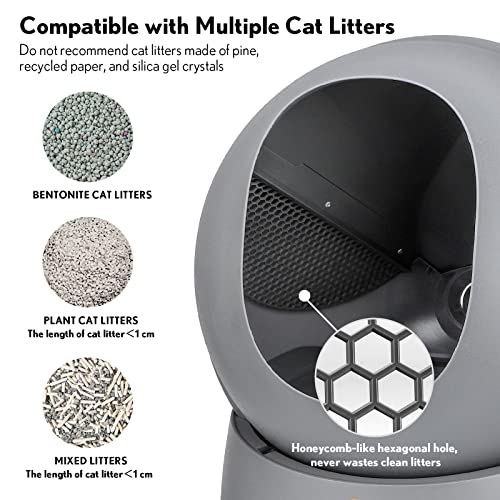 Compatible with Multiple Cat Litters
Do not recommend cat litters made of pine,
recycled paper, and silica gel crystals
BENTONITE CAT LITTERS
PLANT CAT LITTERS
The length of cat litter＜1 cm
MIXED LITTERS
The length of cat litter＜1 cm
Honeycomb-like hexagonal hole,
never wastes clean litters